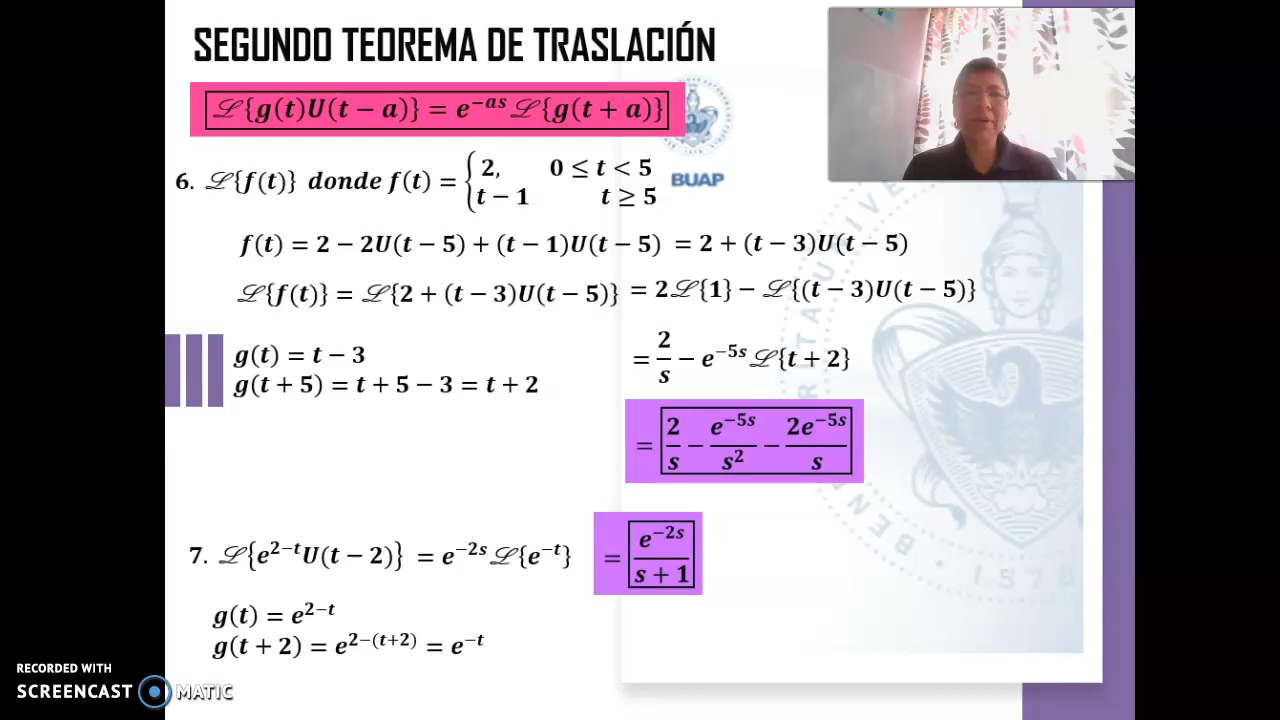 SEGUNDO TEOREMA DE TRASLACIÓN
ℒ{g(t)U(t − a)} = e^{−as} ℒ{g(t + a)}
BUAP
6. ℒ{f(t)} donde f(t) = { 2, 0 ≤ t < 5
t − 1 t ≥ 5
f(t) = 2 − 2U(t − 5) + (t − 1)U(t − 5) = 2 + (t − 3)U(t − 5)
ℒ{f(t)} = ℒ{2 + (t − 3)U(t − 5)} = 2ℒ{1} − ℒ{(t − 3)U(t − 5)}
g(t) = t − 3
g(t + 5) = t + 5 − 3 = t + 2
= 2/s − e^{−5s} ℒ{t + 2}
= 2/s − e^{−5s}/s² − 2e^{−5s}/s
7. ℒ{e^{2−t}U(t − 2)} = e^{−2s} ℒ{e^{−t}} = e^{−2s}/(s + 1)
g(t) = e^{2−t}
g(t + 2) = e^{2−(t+2)} = e^{−t}
RECORDED WITH
SCREENCAST MATIC